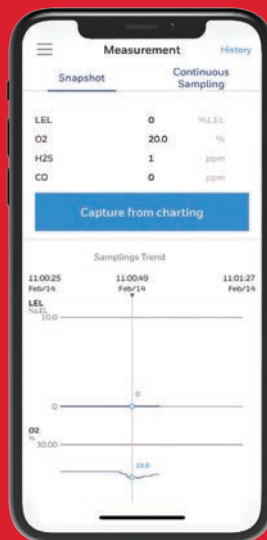 Measurement
History
Snapshot
Continuous
Sampling
LEL 0 %LEL
O2 20.0 %
H2S 1 ppm
CO 0 ppm
Capture from charting
Samplings Trend
11:00:25 11:00:49 11:01:27
Feb/14 Feb/14 Feb/14
LEL
%LEL
10.0
0
0
O2
%
30.00
18.8